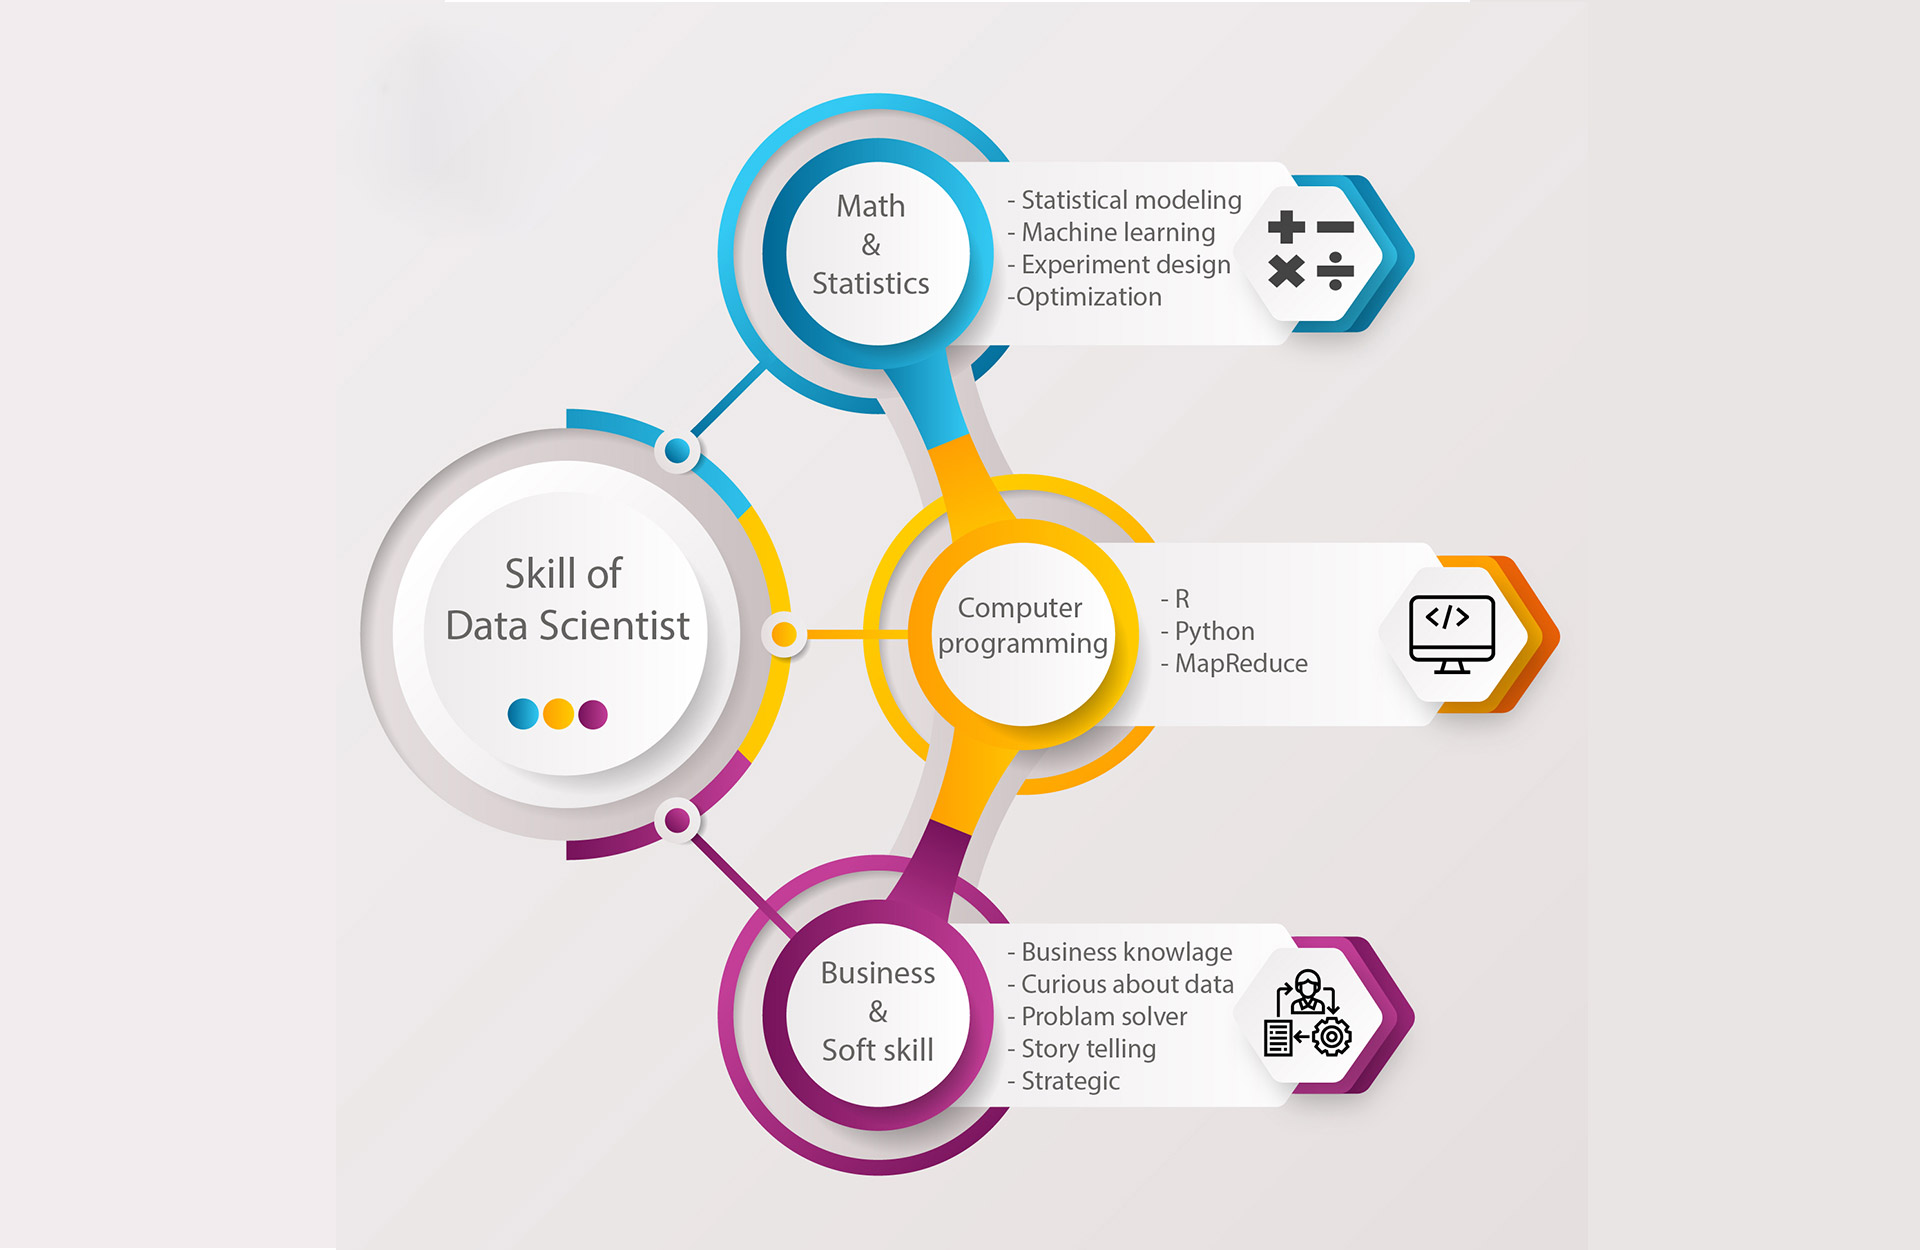 Skill of
Data Scientist
Math
&
Statistics
- Statistical modeling
- Machine learning
- Experiment design
-Optimization
Computer
programming
- R
- Python
- MapReduce
Business
&
Soft skill
- Business knowlage
- Curious about data
- Problam solver
- Story telling
- Strategic